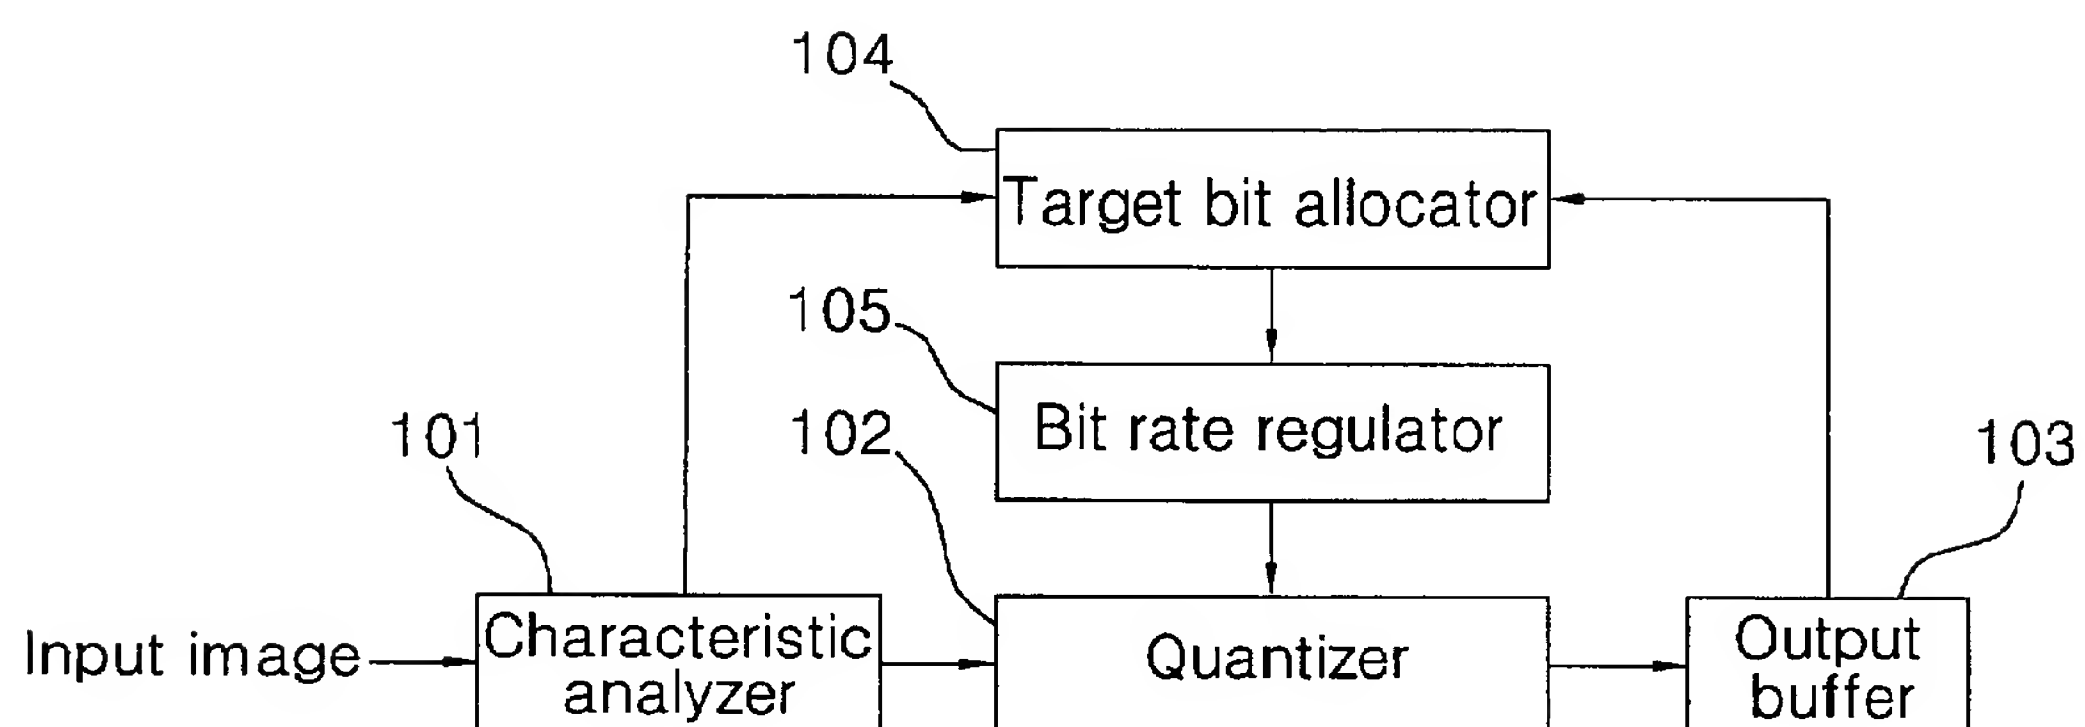 104
Target bit allocator
105
Bit rate regulator
101
102
103
Input image
Characteristic
analyzer
Quantizer
Output
buffer